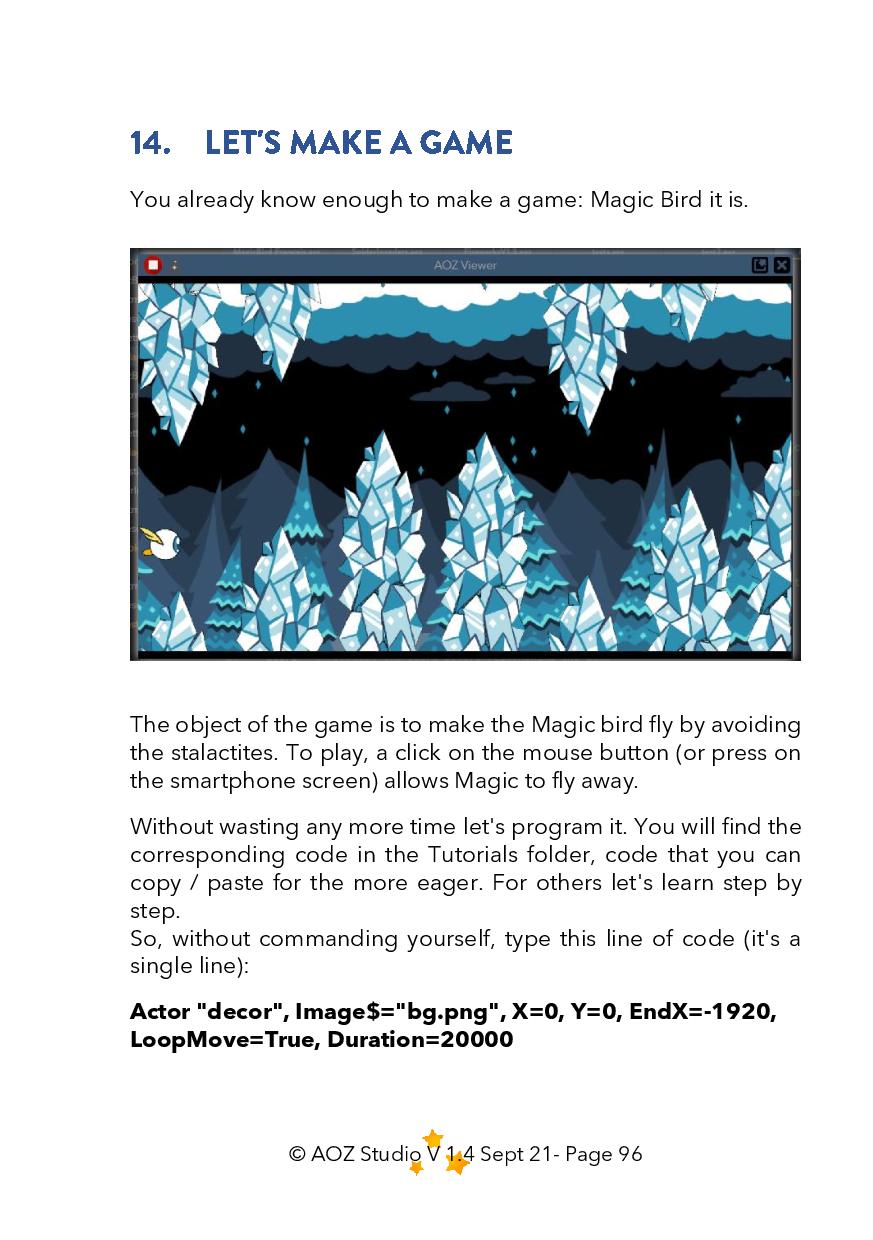 14. LET'S MAKE A GAME
You already know enough to make a game: Magic Bird it is.
AOZ Viewer
The object of the game is to make the Magic bird fly by avoiding
the stalactites. To play, a click on the mouse button (or press on
the smartphone screen) allows Magic to fly away.
Without wasting any more time let's program it. You will find the
corresponding code in the Tutorials folder, code that you can
copy / paste for the more eager. For others let's learn step by
step.
So, without commanding yourself, type this line of code (it's a
single line):
Actor "decor", Image$="bg.png", X=0, Y=0, EndX=-1920,
LoopMove=True, Duration=20000
© AOZ Studio V 1.4 Sept 21- Page 96